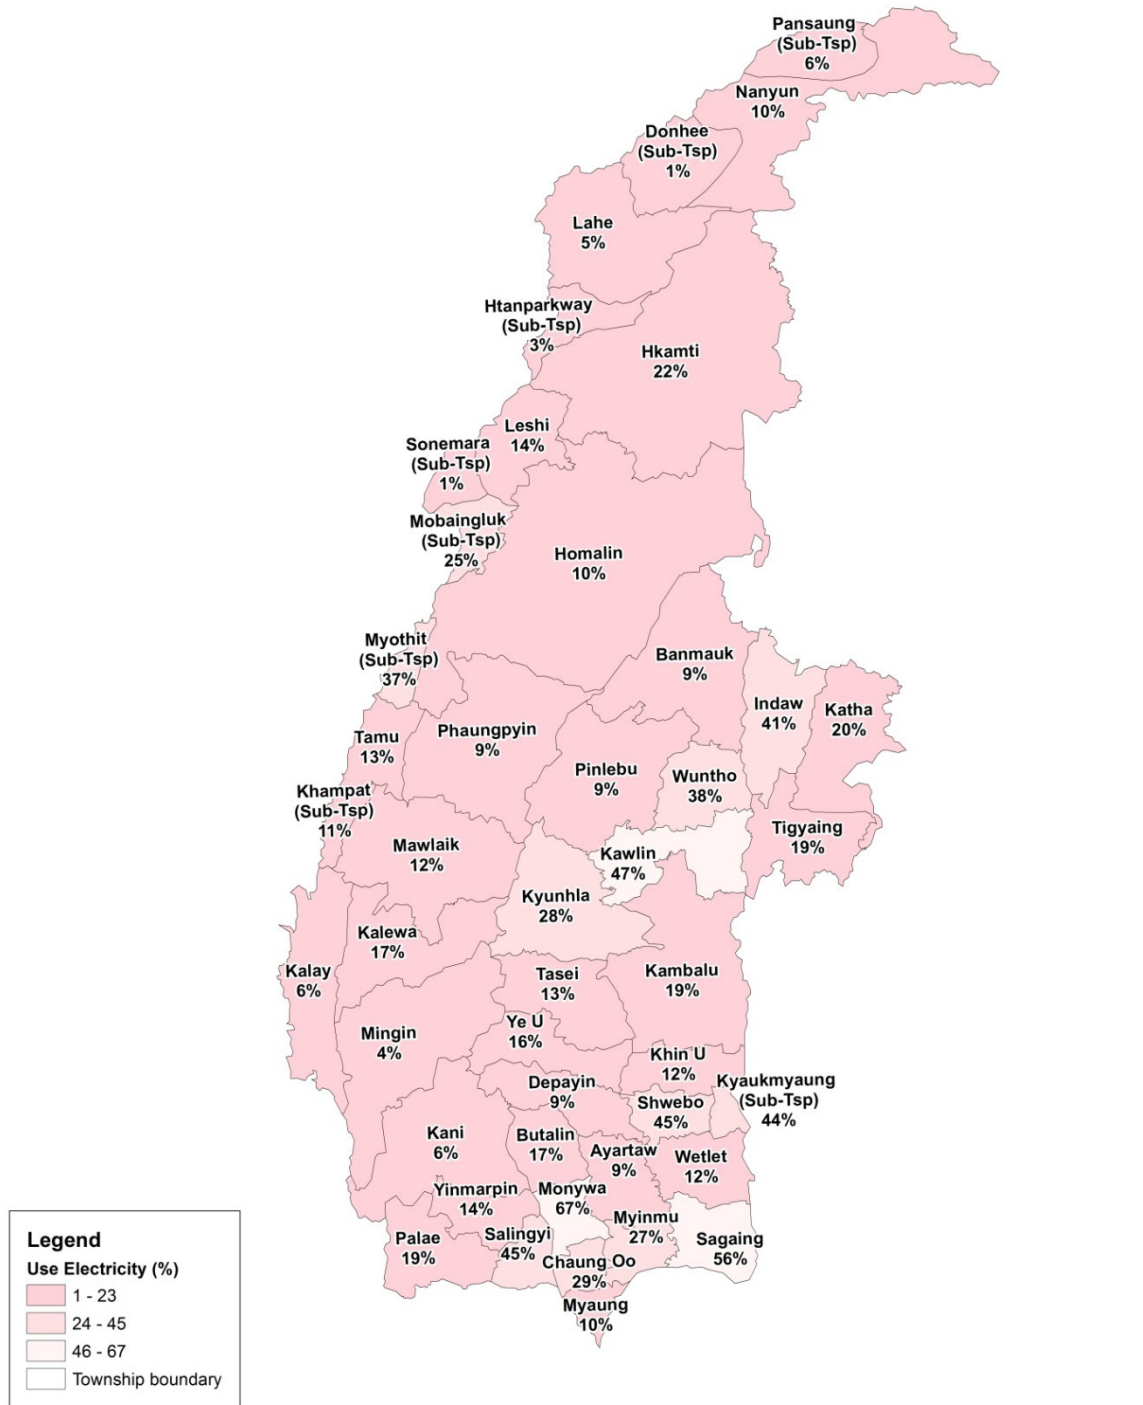 Pansaung
(Sub-Tsp)
6%
Nanyun
10%
Donhee
(Sub-Tsp)
1%
Lahe
5%
Htanparkway
(Sub-Tsp)
3%
Hkamti
22%
Leshi
14%
Sonemara
(Sub-Tsp)
1%
Mobaingluk
(Sub-Tsp)
25%
Homalin
10%
Myothit
(Sub-Tsp)
37%
Banmauk
9%
Indaw
41%
Katha
20%
Tamu
13%
Phaungpyin
9%
Pinlebu
9%
Wuntho
38%
Khampat
(Sub-Tsp)
11%
Mawlaik
12%
Tigyaing
19%
Kawlin
47%
Kyunhla
28%
Kalewa
17%
Kalay
6%
Tasei
13%
Kambalu
19%
Mingin
4%
Ye U
16%
Khin U
12%
Depayin
9%
Kyaukmyaung
(Sub-Tsp)
44%
Shwebo
45%
Kani
6%
Butalin
17%
Ayartaw
9%
Wetlet
12%
Yinmarpin
14%
Monywa
67%
Myinmu
27%
Palae
19%
Salingyi
45%
Sagaing
56%
Chaung Oo
29%
Myaung
10%
Legend
Use Electricity (%)
1 - 23
24 - 45
46 - 67
Township boundary